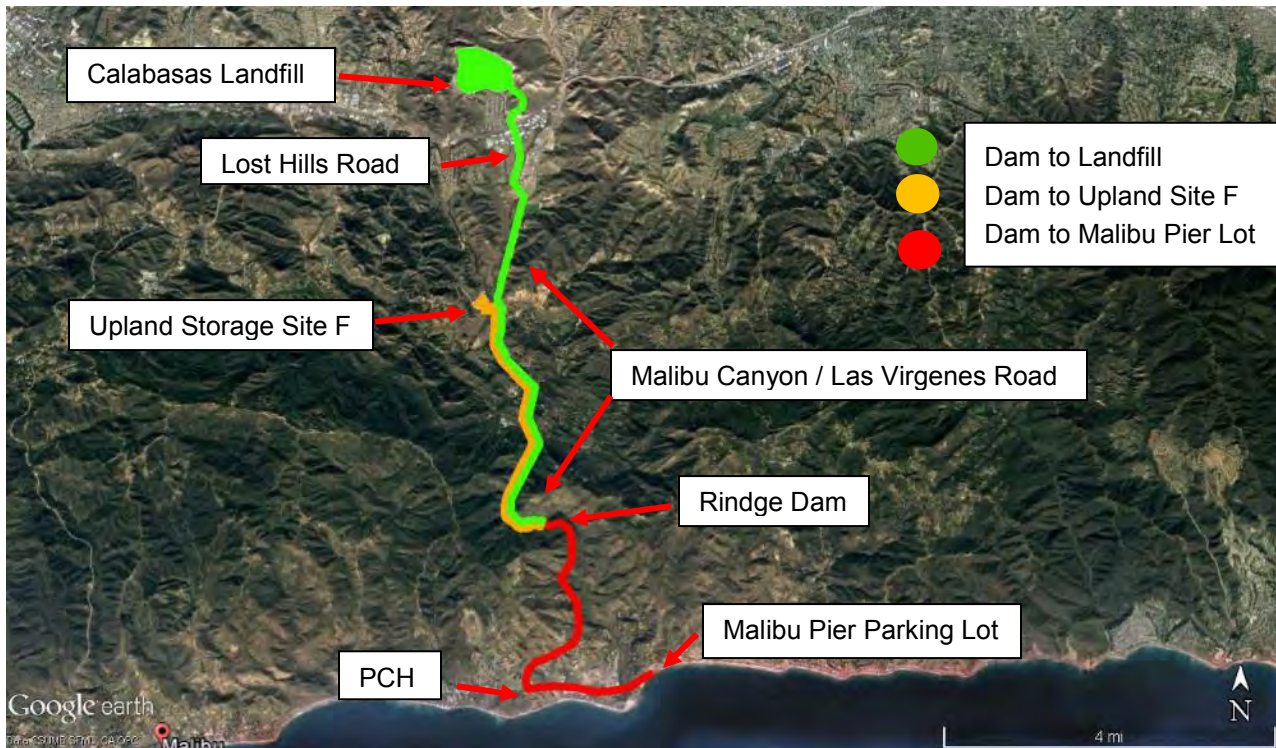 Calabasas Landfill
Lost Hills Road
Dam to Landfill
Dam to Upland Site F
Dam to Malibu Pier Lot
Upland Storage Site F
Malibu Canyon / Las Virgenes Road
Rindge Dam
Malibu Pier Parking Lot
PCH
Google earth
Malibu
N
4 mi